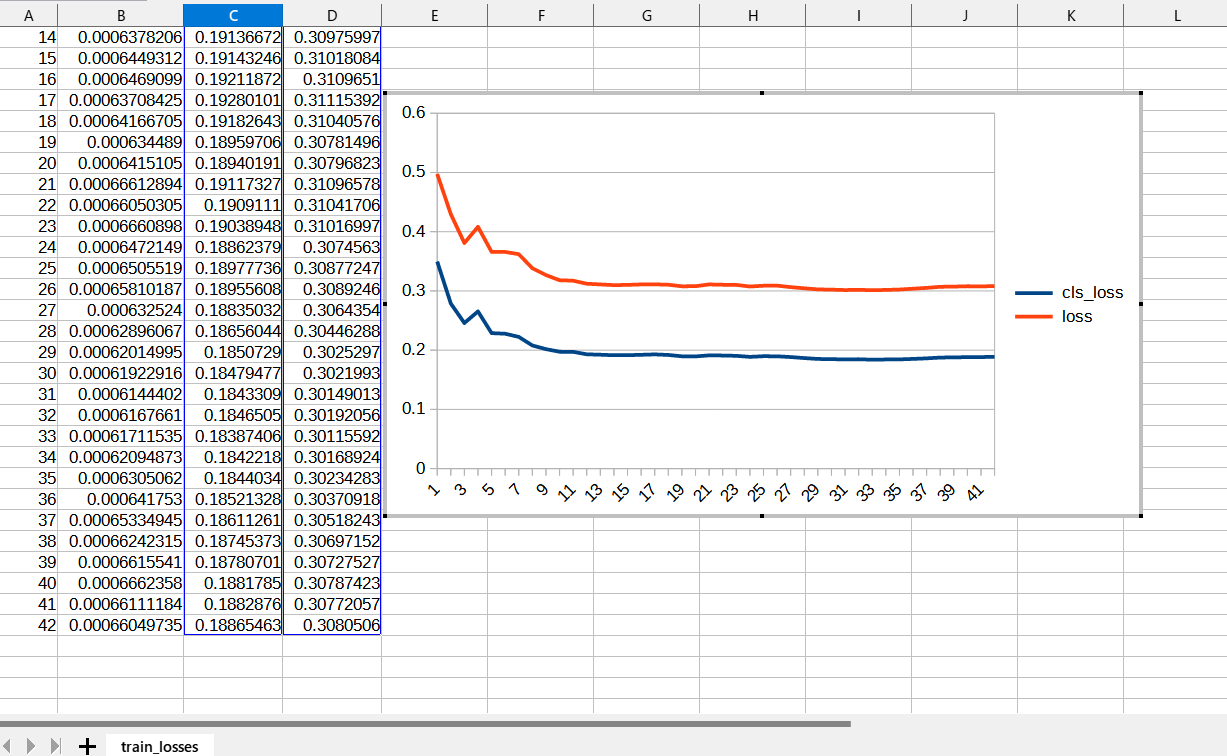 A B C D E F G H I J K L
14 0.0006378206 0.19136672 0.30975997
15 0.0006449312 0.19143246 0.31018084
16 0.0006469099 0.19211872 0.3109651
17 0.00063708425 0.19280101 0.31115392
18 0.00064166705 0.19182643 0.31040576
19 0.000634489 0.18959706 0.30781496
20 0.0006415105 0.18940191 0.30796823
21 0.00066612894 0.19117327 0.31096578
22 0.00066050305 0.1909111 0.31041706
23 0.0006660898 0.19038948 0.31016997
24 0.0006472149 0.18862379 0.3074563
25 0.0006505519 0.18977736 0.30877247
26 0.00065810187 0.18955608 0.3089246
27 0.000632524 0.18835032 0.3064354
28 0.00062896067 0.18656044 0.30446288
29 0.00062014995 0.1850729 0.3025297
30 0.00061922916 0.18479477 0.3021993
31 0.0006144402 0.1843309 0.30149013
32 0.0006167661 0.1846505 0.30192056
33 0.00061711535 0.18387406 0.30115592
34 0.00062094873 0.1842218 0.30168924
35 0.0006305062 0.1844034 0.30234283
36 0.000641753 0.18521328 0.30370918
37 0.00065334945 0.18611261 0.30518243
38 0.00066242315 0.18745373 0.30697152
39 0.0006615541 0.18780701 0.30727527
40 0.0006662358 0.1881785 0.30787423
41 0.00066111184 0.1882876 0.30772057
42 0.00066049735 0.18865463 0.3080506
0.6
0.5
0.4
0.3
0.2
0.1
0
1 3 5 7 9 11 13 15 17 19 21 23 25 27 29 31 33 35 37 39 41
cls_loss
loss
train_losses